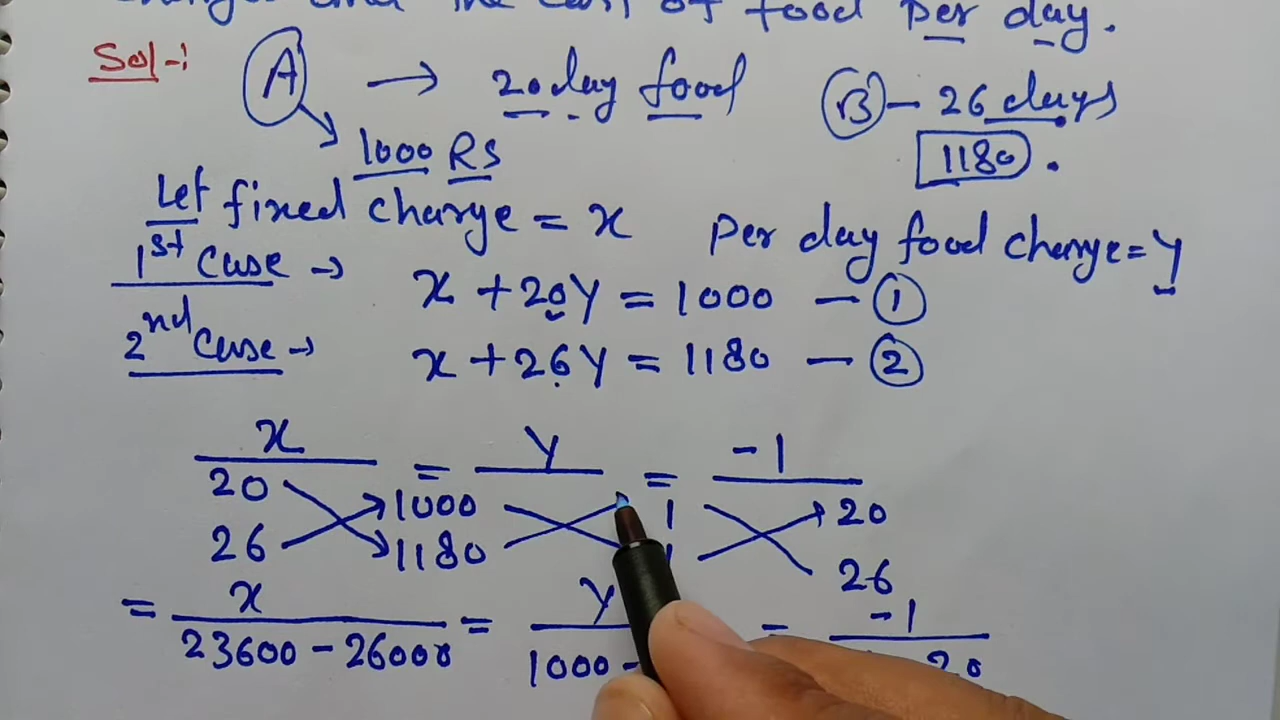 charges and the cost of food per day.
Sol-: A → 20day food B - 26 days
1000 RS 1180.
Let fixed charge = x Per day food charge = y
1st Case → x + 20y = 1000 - 1
2nd Case → x + 26y = 1180 - 2
x = y = -1
20 1000 1 20
26 1180 1 26
= x = y = -1
23600 - 26000 1000 - 20